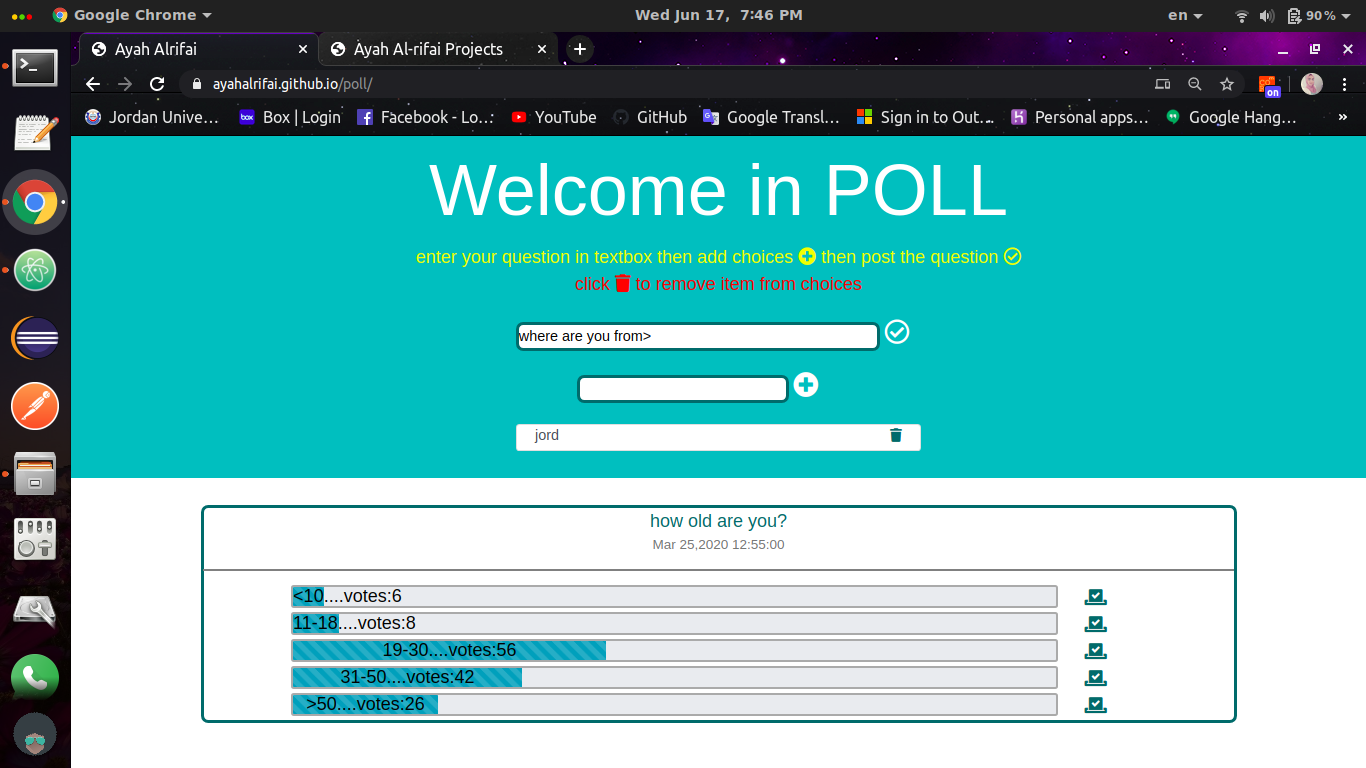 Google Chrome
Wed Jun 17, 7:46 PM
en
90%
Ayah Alrifai
Ayah Al-rifai Projects
ayahalrifai.github.io/poll/
on
Jordan Unive…
box
Box | Login
Facebook - Lo…
YouTube
GitHub
Google Transl…
Sign in to Out…
Personal apps…
Google Hang…
»
Welcome in POLL
enter your question in textbox then add choices then post the question
click to remove item from choices
where are you from>
jord
how old are you?
Mar 25,2020 12:55:00
<10....votes:6
11-18....votes:8
19-30....votes:56
31-50....votes:42
>50....votes:26